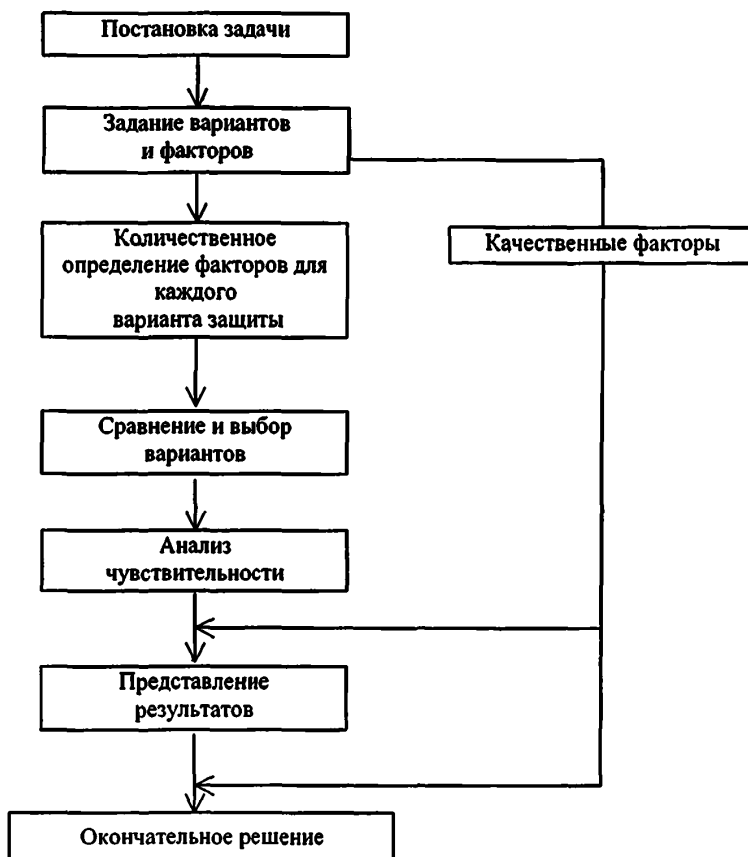 Постановка задачи
Задание вариантов
и факторов
Количественное
определение факторов для
каждого
варианта защиты
Качественные факторы
Сравнение и выбор
вариантов
Анализ
чувствительности
Представление
результатов
Окончательное решение